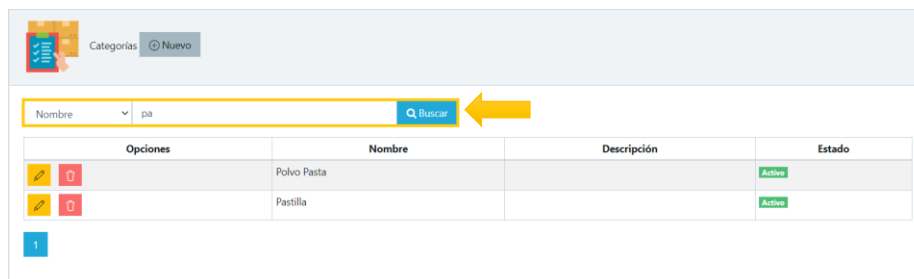 Categorías Nuevo
Nombre pa Buscar
Opciones Nombre Descripción Estado
Polvo Pasta Activo
Pastilla Activo
1